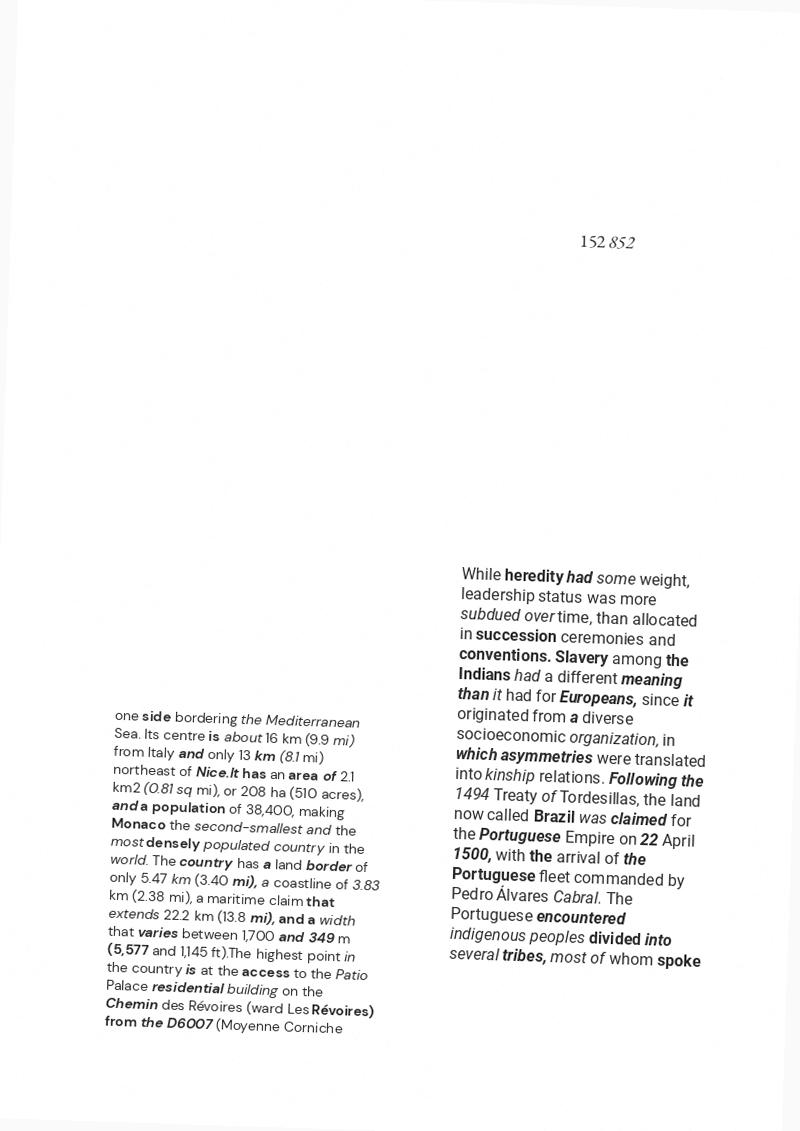 152 852
one side bordering the Mediterranean
Sea. Its centre is about 16 km (9.9 mi)
from Italy and only 13 km (8.1 mi)
northeast of Nice.It has an area of 2.1
km2 (0.81 sq mi), or 208 ha (510 acres),
and a population of 38,400, making
Monaco the second-smallest and the
most densely populated country in the
world. The country has a land border of
only 5.47 km (3.40 mi), a coastline of 3.83
km (2.38 mi), a maritime claim that
extends 22.2 km (13.8 mi), and a width
that varies between 1,700 and 349 m
(5,577 and 1,145 ft).The highest point in
the country is at the access to the Patio
Palace residential building on the
Chemin des Révoires (ward Les Révoires)
from the D6007 (Moyenne Corniche
While heredity had some weight,
leadership status was more
subdued over time, than allocated
in succession ceremonies and
conventions. Slavery among the
Indians had a different meaning
than it had for Europeans, since it
originated from a diverse
socioeconomic organization, in
which asymmetries were translated
into kinship relations. Following the
1494 Treaty of Tordesillas, the land
now called Brazil was claimed for
the Portuguese Empire on 22 April
1500, with the arrival of the
Portuguese fleet commanded by
Pedro Álvares Cabral. The
Portuguese encountered
indigenous peoples divided into
several tribes, most of whom spoke